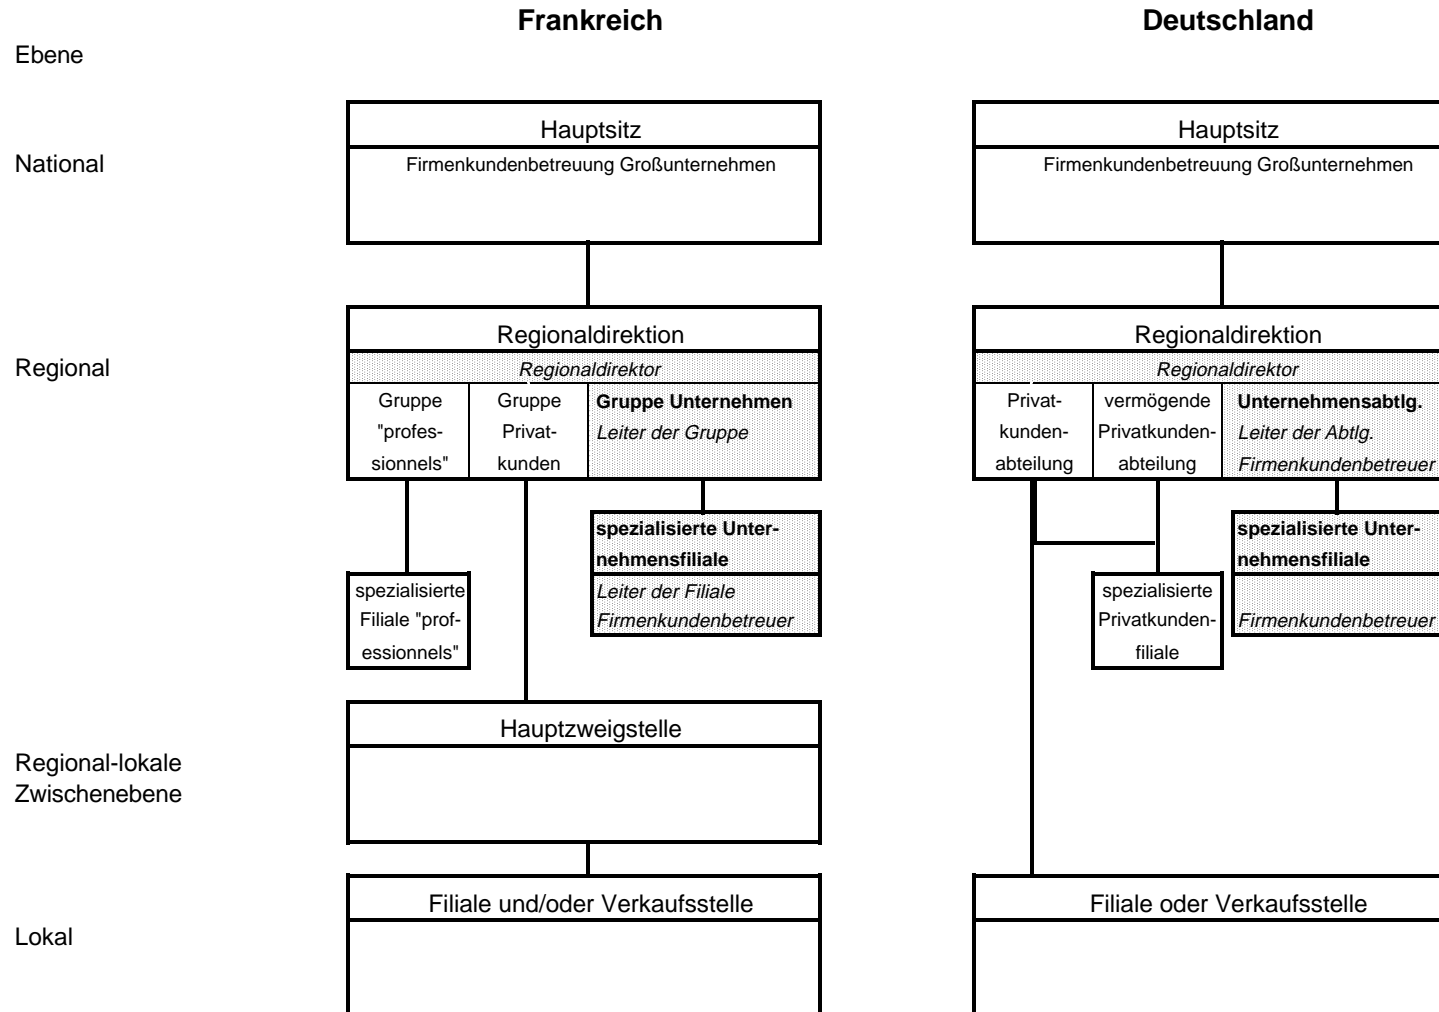 Frankreich
Deutschland
Ebene
Hauptsitz
Hauptsitz
National
Firmenkundenbetreuung Großunternehmen
Firmenkundenbetreuung Großunternehmen
Regionaldirektion
Regionaldirektion
Regional
Regionaldirektor
Regionaldirektor
Gruppe
"profes-
sionnels"
Gruppe
Privat-
kunden
Gruppe Unternehmen
Leiter der Gruppe
Privat-
kunden-
abteilung
vermögende
Privatkunden-
abteilung
Unternehmensabtlg.
Leiter der Abtlg.
Firmenkundenbetreuer
spezialisierte
Filiale "prof-
essionnels"
spezialisierte Unter-
nehmensfiliale
Leiter der Filiale
Firmenkundenbetreuer
spezialisierte
Privatkunden-
filiale
spezialisierte Unter-
nehmensfiliale
Firmenkundenbetreuer
Hauptzweigstelle
Regional-lokale
Zwischenebene
Filiale und/oder Verkaufsstelle
Filiale oder Verkaufsstelle
Lokal